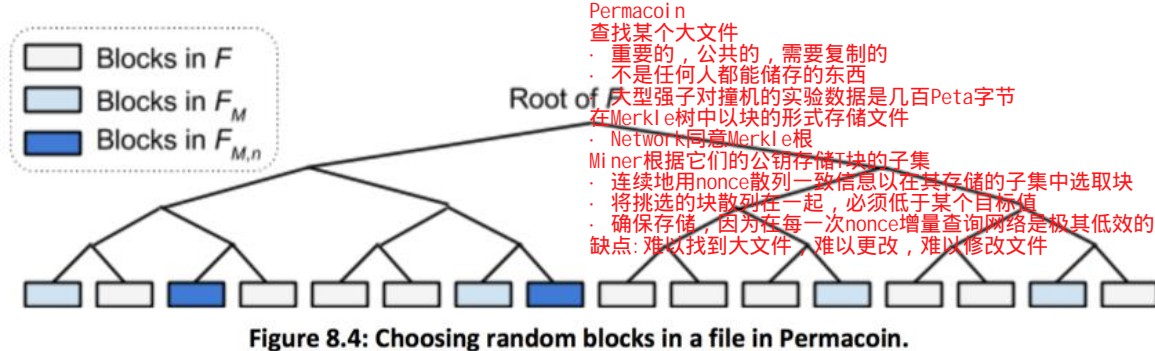 Blocks in F
Blocks in F_M
Blocks in F_M,n
Root of F
Permacoin
查找某个大文件
· 重要的，公共的，需要复制的
· 不是任何人都能储存的东西
· 大型强子对撞机的实验数据是几百Peta字节
在Merkle树中以块的形式存储文件
· Network同意Merkle根
Miner根据它们的公钥存储T块的子集
· 连续地用nonce散列一致信息以在其存储的子集中选取块
· 将挑选的块散列在一起，必须低于某个目标值
· 确保存储，因为在每一次nonce增量查询网络是极其低效的
缺点:难以找到大文件，难以更改，难以修改文件
Figure 8.4: Choosing random blocks in a file in Permacoin.